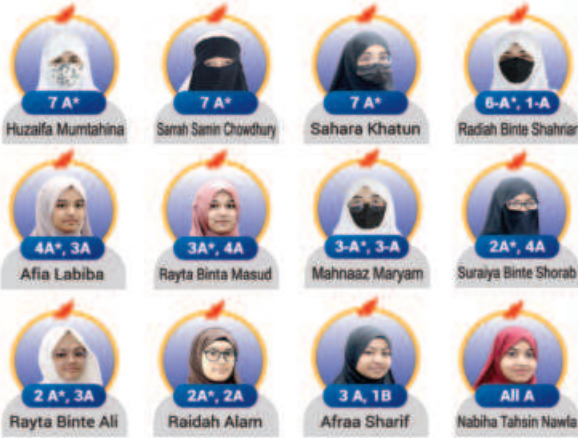 7 A*
Huzaifa Mumtahina
7 A*
Sarrah Samin Chowdhury
7 A*
Sahara Khatun
6-A*, 1-A
Radiah Binte Shahnan
4A*, 3A
Afia Labiba
3A*, 4A
Rayta Binta Masud
3-A*, 3-A
Mahnaaz Maryam
2A*, 4A
Suraiya Binte Shorab
2 A*, 3A
Rayta Binte Ali
2A*, 2A
Raidah Alam
3 A, 1B
Afraa Sharif
All A
Nabiha Tahsin Nawla